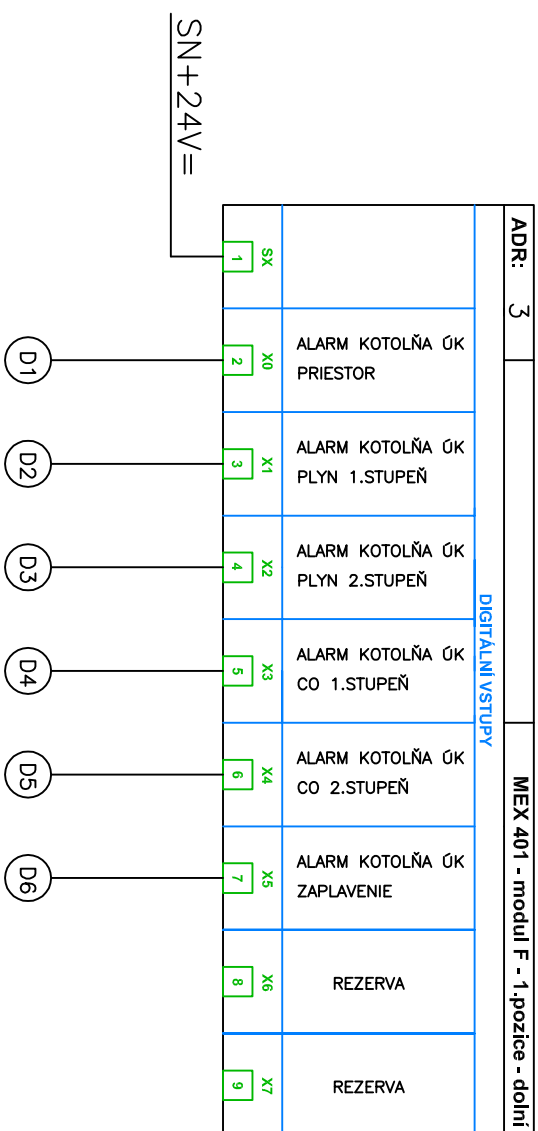 ADR: 3
MEX 401 - modul F - 1.pozice - dolní
DIGITÁLNÍ VSTUPY
ALARM KOTOLŇA ÚK
PRIESTOR
ALARM KOTOLŇA ÚK
PLYN 1.STUPEŇ
ALARM KOTOLŇA ÚK
PLYN 2.STUPEŇ
ALARM KOTOLŇA ÚK
CO 1.STUPEŇ
ALARM KOTOLŇA ÚK
CO 2.STUPEŇ
ALARM KOTOLŇA ÚK
ZAPLAVENIE
REZERVA
REZERVA
SX X0 X1 X2 X3 X4 X5 X6 X7
1 2 3 4 5 6 7 8 9
SN+24V=
D1 D2 D3 D4 D5 D6